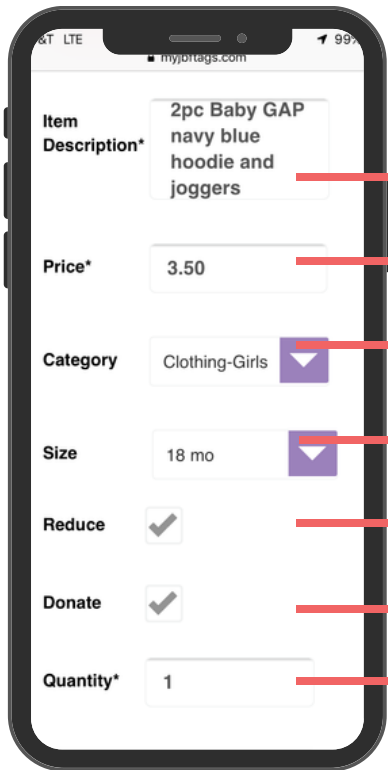 &T LTE 99%
myjbftags.com
Item
Description*
2pc Baby GAP
navy blue
hoodie and
joggers
Price*
3.50
Category
Clothing-Girls
Size
18 mo
Reduce
Donate
Quantity*
1